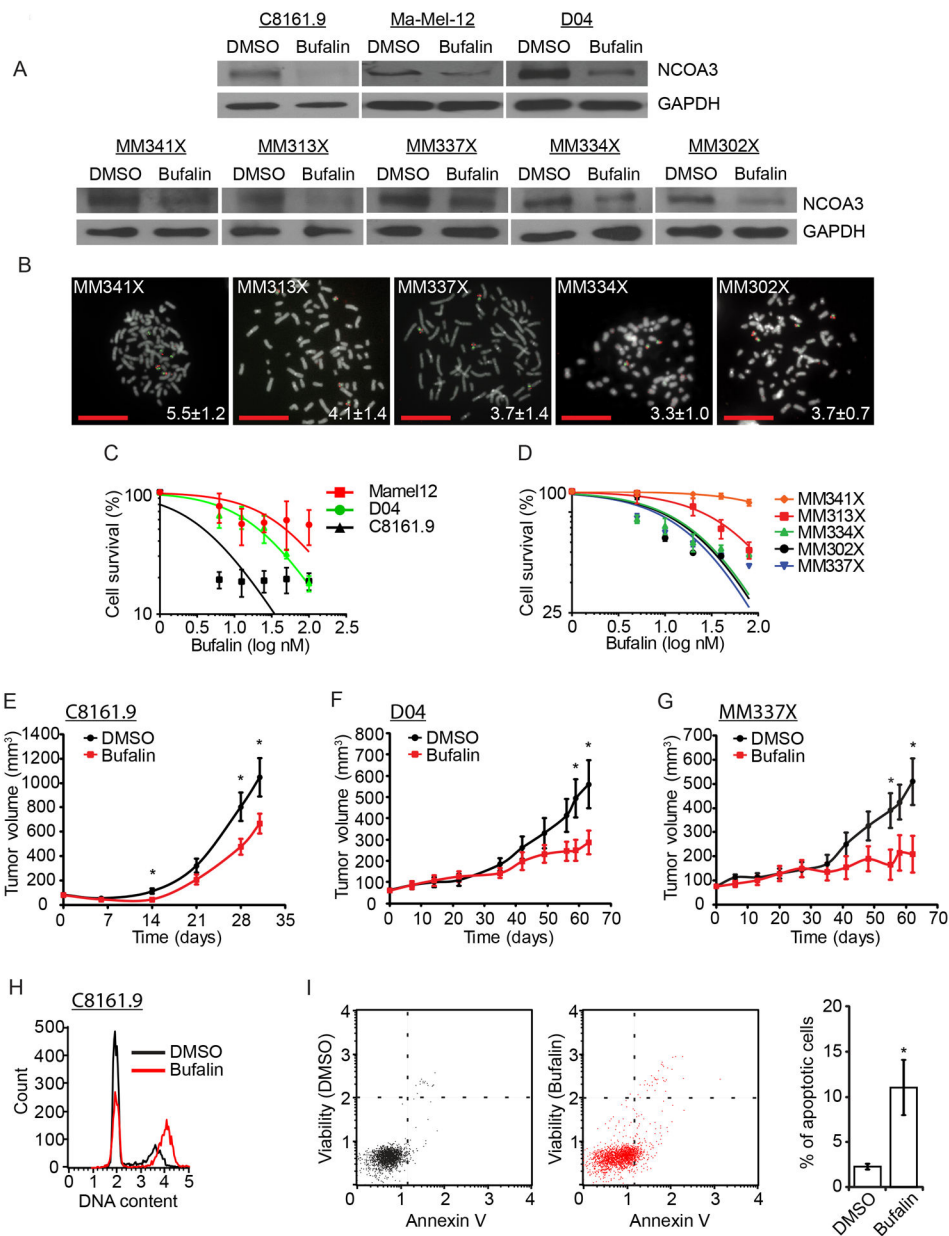 C8161.9 Ma-Mel-12 D04
DMSO Bufalin DMSO Bufalin DMSO Bufalin
A
NCOA3
GAPDH
MM341X MM313X MM337X MM334X MM302X
DMSO Bufalin DMSO Bufalin DMSO Bufalin DMSO Bufalin DMSO Bufalin
NCOA3
GAPDH
B
MM341X MM313X MM337X MM334X MM302X
5.5±1.2 4.1±1.4 3.7±1.4 3.3±1.0 3.7±0.7
C
Cell survival (%)
100
10
0 0.5 1.0 1.5 2.0 2.5
Bufalin (log nM)
Mamel12
D04
C8161.9
D
Cell survival (%)
100
25
0 0.5 1.0 1.5 2.0
Bufalin (log nM)
MM341X
MM313X
MM334X
MM302X
MM337X
E
C8161.9
DMSO
Bufalin
Tumor volume (mm³)
1400
1200
1000
800
600
400
200
0
0 7 14 21 28 35
Time (days)
* * *
F
D04
DMSO
Bufalin
Tumor volume (mm³)
800
700
600
500
400
300
200
100
0
0 10 20 30 40 50 60 70
Time (days)
* *
G
MM337X
DMSO
Bufalin
Tumor volume (mm³)
700
600
500
400
300
200
100
0
0 10 20 30 40 50 60 70
Time (days)
* *
H
C8161.9
DMSO
Bufalin
Count
500
400
300
200
100
0
0 1 2 3 4 5
DNA content
I
Viability (DMSO)
4
3
2
1
0 1 2 3 4
Annexin V
Viability (Bufalin)
4
3
2
1
0 1 2 3 4
Annexin V
% of apoptotic cells
20
15
10
5
0
*
DMSO
Bufalin